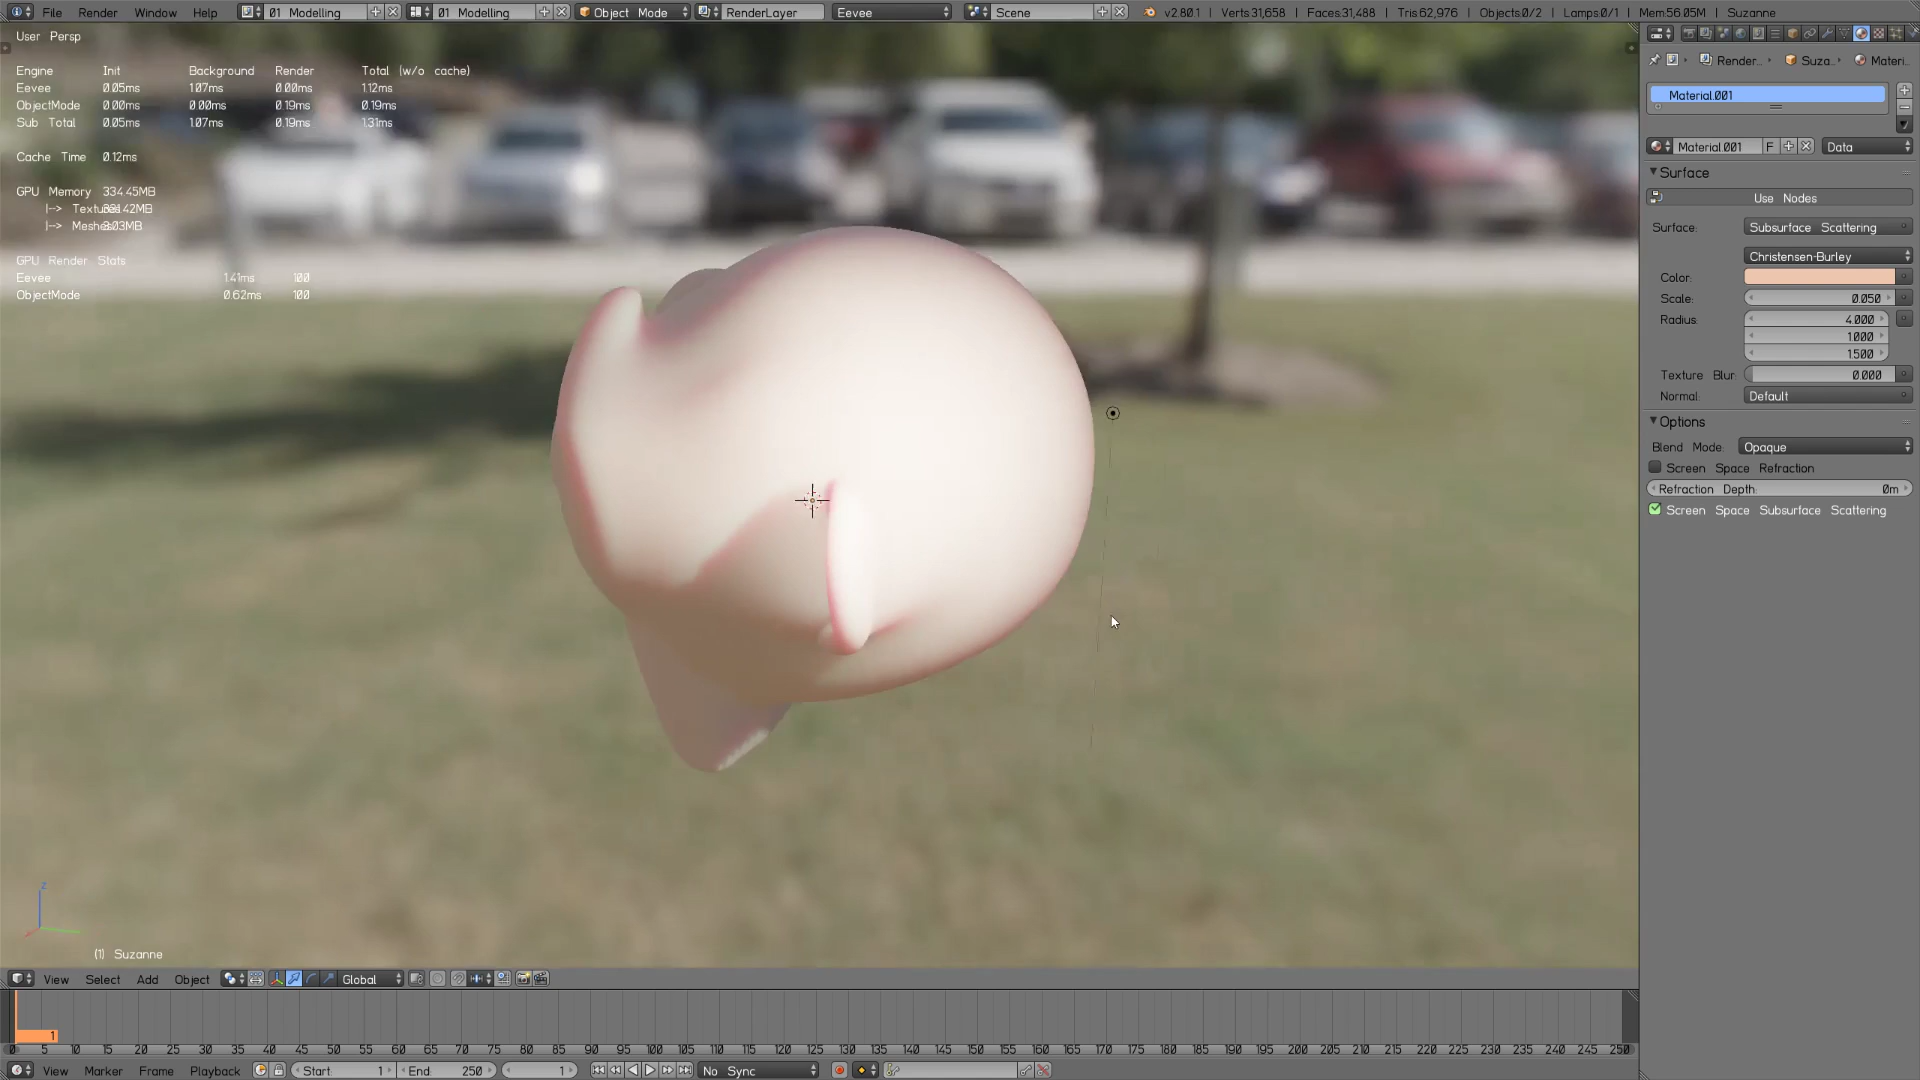 File Render Window Help 01 Modelling 01 Modelling Object Mode RenderLayer Eevee Scene v2.80.1 | Verts:31,658 | Faces:31,488 | Tris:62,976 | Objects:0/2 | Lamps:0/1 | Mem:56.05M | Suzanne
User Persp
Engine Init Background Render Total (w/o cache)
Eevee 0.05ms 1.07ms 0.00ms 1.12ms
ObjectMode 0.00ms 0.00ms 0.19ms 0.19ms
Sub Total 0.05ms 1.07ms 0.19ms 1.31ms
Cache Time 0.12ms
GPU Memory 334.45MB
|--> Textures 331.42MB
|--> Meshes 3.03MB
GPU Render Stats
Eevee 1.41ms 100
ObjectMode 0.62ms 100
(1) Suzanne
Render... Suza... Materi...
Material.001
Material.001 F Data
Surface
Use Nodes
Surface: Subsurface Scattering
Christensen-Burley
Color:
Scale: 0.050
Radius: 4.000
1.000
1.500
Texture Blur: 0.000
Normal: Default
Options
Blend Mode: Opaque
Screen Space Refraction
Refraction Depth: 0m
Screen Space Subsurface Scattering
z
View Select Add Object Global
1
0 5 10 15 20 25 30 35 40 45 50 55 60 65 70 75 80 85 90 95 100 105 110 115 120 125 130 135 140 145 150 155 160 165 170 175 180 185 190 195 200 205 210 215 220 225 230 235 240 245 250
View Marker Frame Playback Start: 1 End: 250 1 No Sync